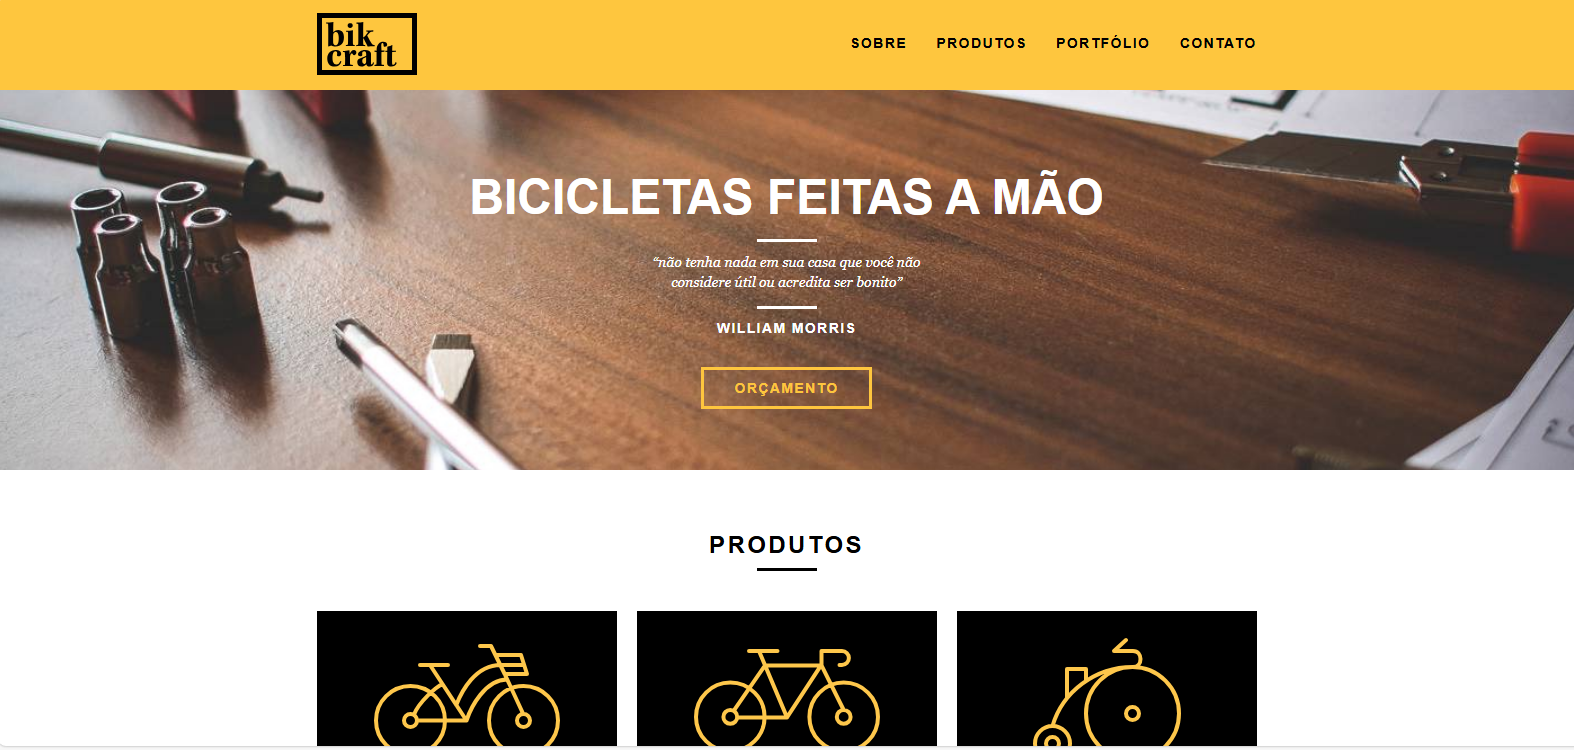 bik
craft
SOBRE PRODUTOS PORTFÓLIO CONTATO
BICICLETAS FEITAS A MÃO
“não tenha nada em sua casa que você não
considere útil ou acredita ser bonito”
WILLIAM MORRIS
ORÇAMENTO
PRODUTOS